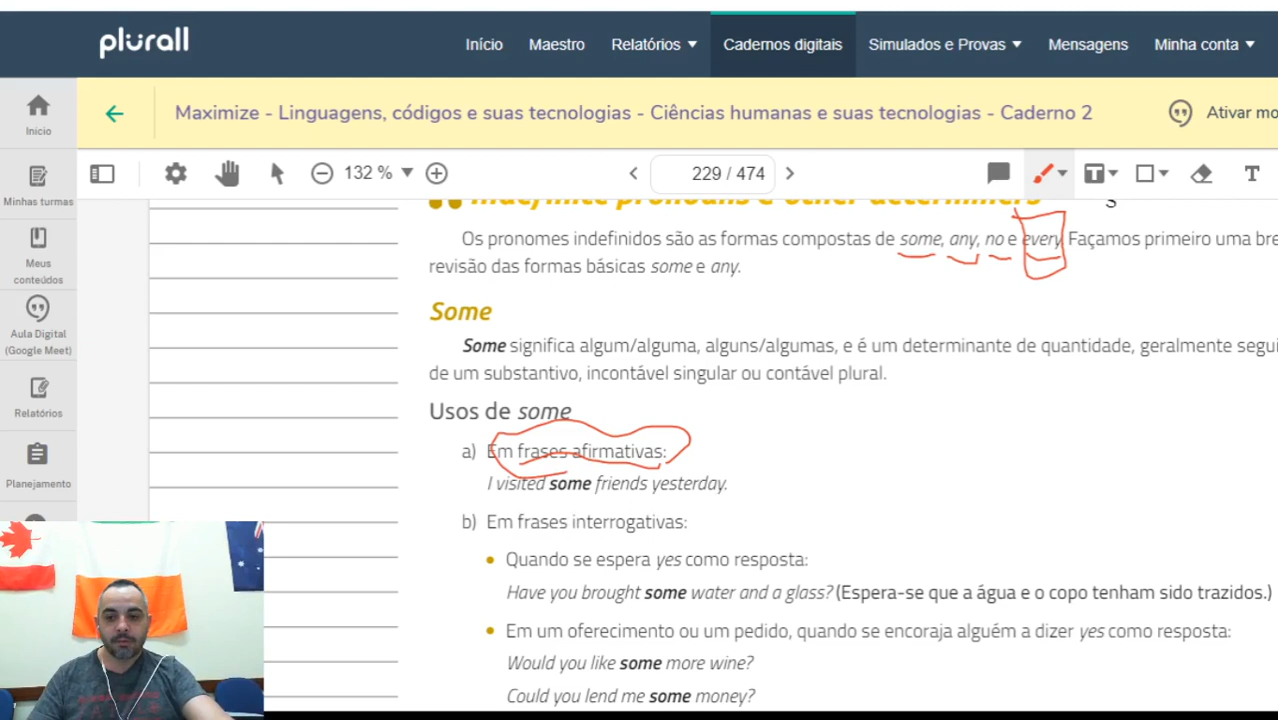 plurall
Início
Maestro
Relatórios
Cadernos digitais
Simulados e Provas
Mensagens
Minha conta
Maximize - Linguagens, códigos e suas tecnologias - Ciências humanas e suas tecnologias - Caderno 2
Ativar mo
Início
Minhas turmas
Meus
conteúdos
Aula Digital
(Google Meet)
Relatórios
Planejamento
132 %
229 / 474
T
T
Indefinite pronouns e other determiners
Os pronomes indefinidos são as formas compostas de some, any, no e every. Façamos primeiro uma bre
revisão das formas básicas some e any.
Some
Some significa algum/alguma, alguns/algumas, e é um determinante de quantidade, geralmente segui
de um substantivo, incontável singular ou contável plural.
Usos de some
a) Em frases afirmativas:
I visited some friends yesterday.
b) Em frases interrogativas:
• Quando se espera yes como resposta:
Have you brought some water and a glass? (Espera-se que a água e o copo tenham sido trazidos.)
• Em um oferecimento ou um pedido, quando se encoraja alguém a dizer yes como resposta:
Would you like some more wine?
Could you lend me some money?